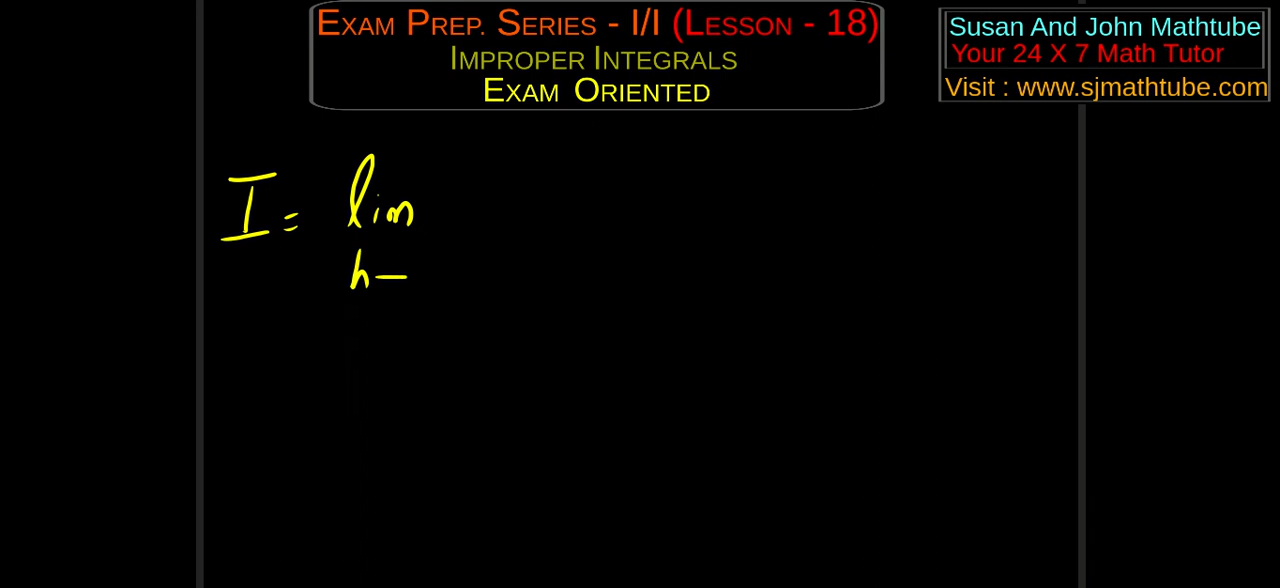 EXAM PREP. SERIES - I/I (LESSON - 18)
IMPROPER INTEGRALS
EXAM ORIENTED
Susan And John Mathtube
Your 24 X 7 Math Tutor
Visit : www.sjmathtube.com
I = lim
h –